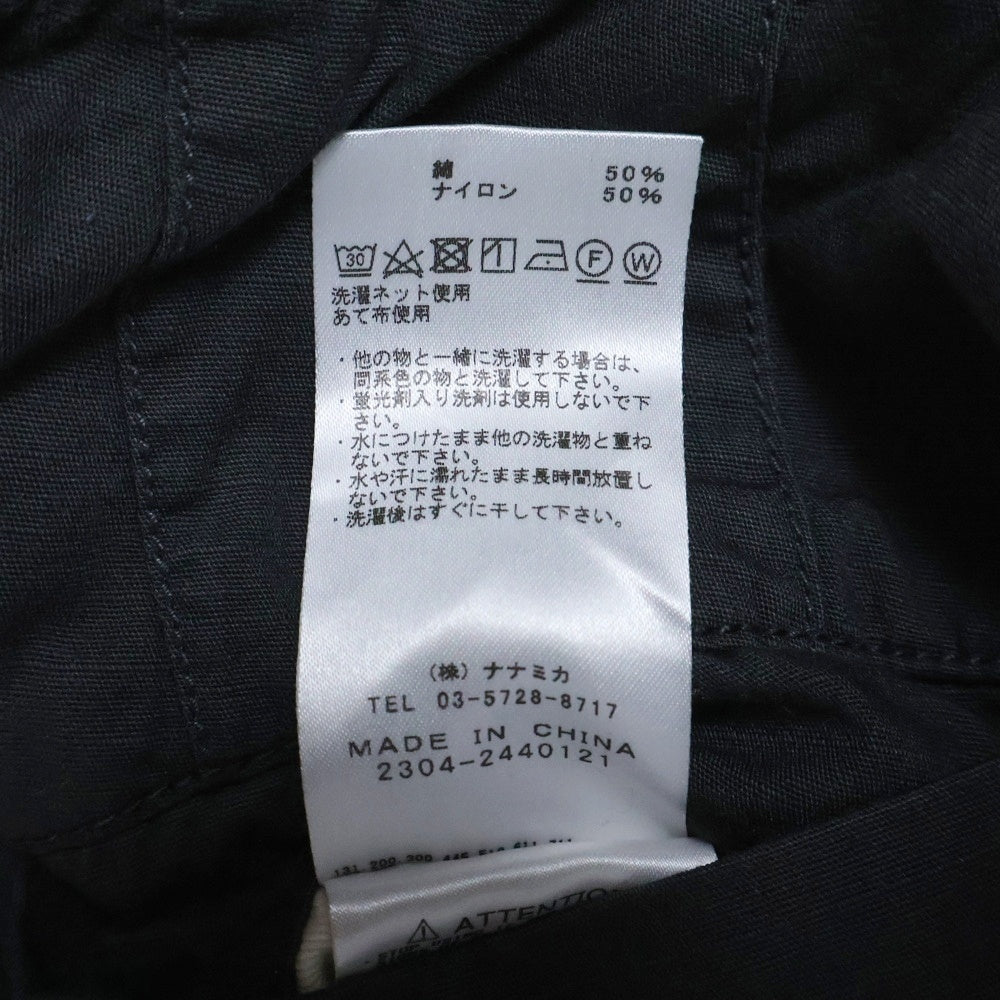 綿 50%
ナイロン 50%
30 F W
洗濯ネット使用
あて布使用
・他の物と一緒に洗濯する場合は、
同系色の物と洗濯して下さい。
・蛍光剤入り洗剤は使用しないで下
さい。
・水につけたまま他の洗濯物と重ね
ないで下さい。
・水や汗に濡れたまま長時間放置し
ないで下さい。
・洗濯後はすぐに干して下さい。
(株) ナナミカ
TEL 03-5728-8717
MADE IN CHINA
2304-2440121
131 200 300